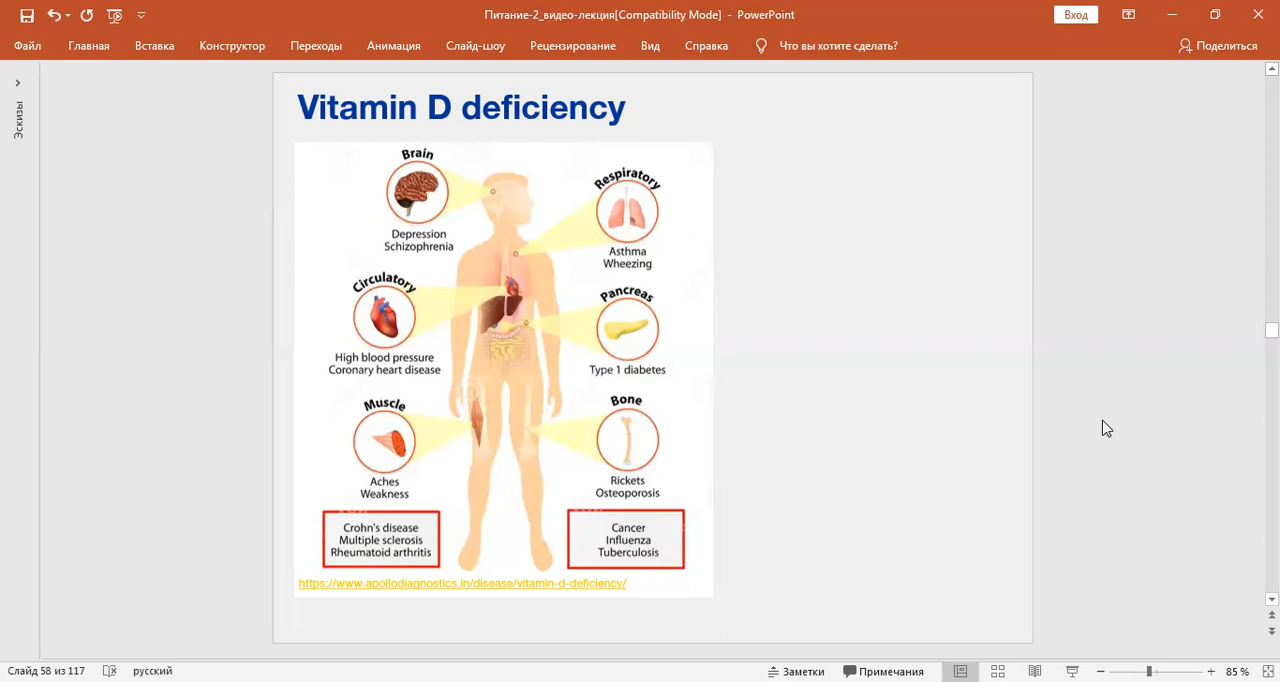 Питание-2_видео-лекция[Compatibility Mode] - PowerPoint
Вход
Файл
Главная
Вставка
Конструктор
Переходы
Анимация
Слайд-шоу
Рецензирование
Вид
Справка
Что вы хотите сделать?
Поделиться
Эскизы
Vitamin D deficiency
Brain
Depression
Schizophrenia
Respiratory
Asthma
Wheezing
Circulatory
High blood pressure
Coronary heart disease
Pancreas
Type 1 diabetes
Muscle
Aches
Weakness
Bone
Rickets
Osteoporosis
Crohn's disease
Multiple sclerosis
Rheumatoid arthritis
Cancer
Influenza
Tuberculosis
https://www.apollodiagnostics.in/disease/vitamin-d-deficiency/
Слайд 58 из 117
русский
Заметки
Примечания
85 %